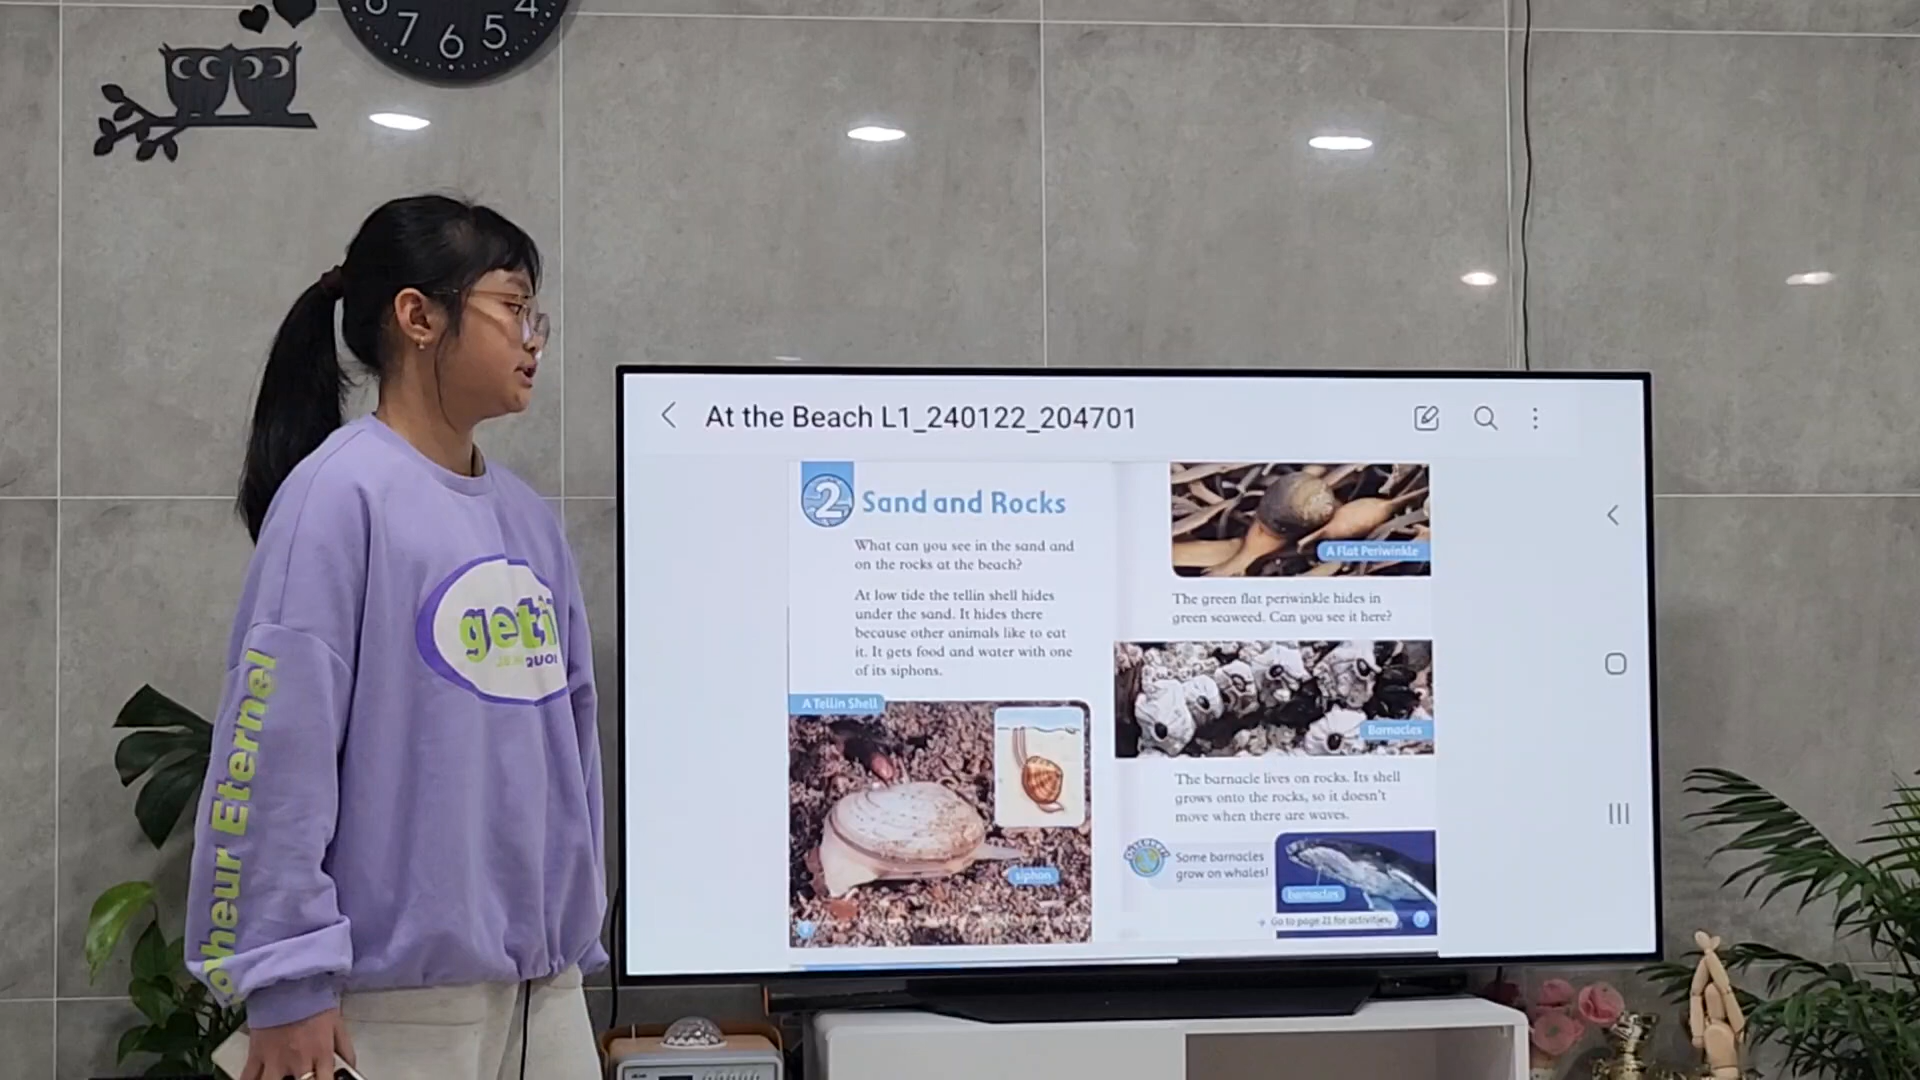 8 7 6 5 4
At the Beach L1_240122_204701
2 Sand and Rocks
What can you see in the sand and
on the rocks at the beach?
At low tide the tellin shell hides
under the sand. It hides there
because other animals like to eat
it. It gets food and water with one
of its siphons.
A Tellin Shell
siphon
A Flat Periwinkle
The green flat periwinkle hides in
green seaweed. Can you see it here?
Barnacles
The barnacle lives on rocks. Its shell
grows onto the rocks, so it doesn't
move when there are waves.
Some barnacles
grow on whales!
barnacles
→ Go to page 21 for activities.
geti
QUOI
oheur Eternel